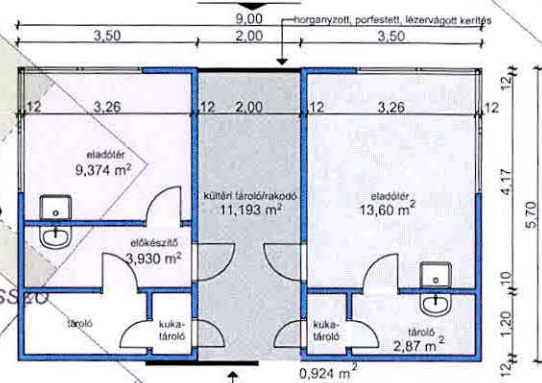 9,00
horganyzott, porfestett, lézervágott kerítés
3,50
2,00
3,50
12
3,26
12
2,00
12
3,26
12
12
eladótér
9,374 m²
kültéri tároló/rakodó
11,193 m²
eladótér
13,60 m²
4,17
5,70
előkészítő
3,930 m²
10
tároló
kuka-
tároló
kuka-
tároló
tároló
2,87 m²
1,20
0,924 m²
12